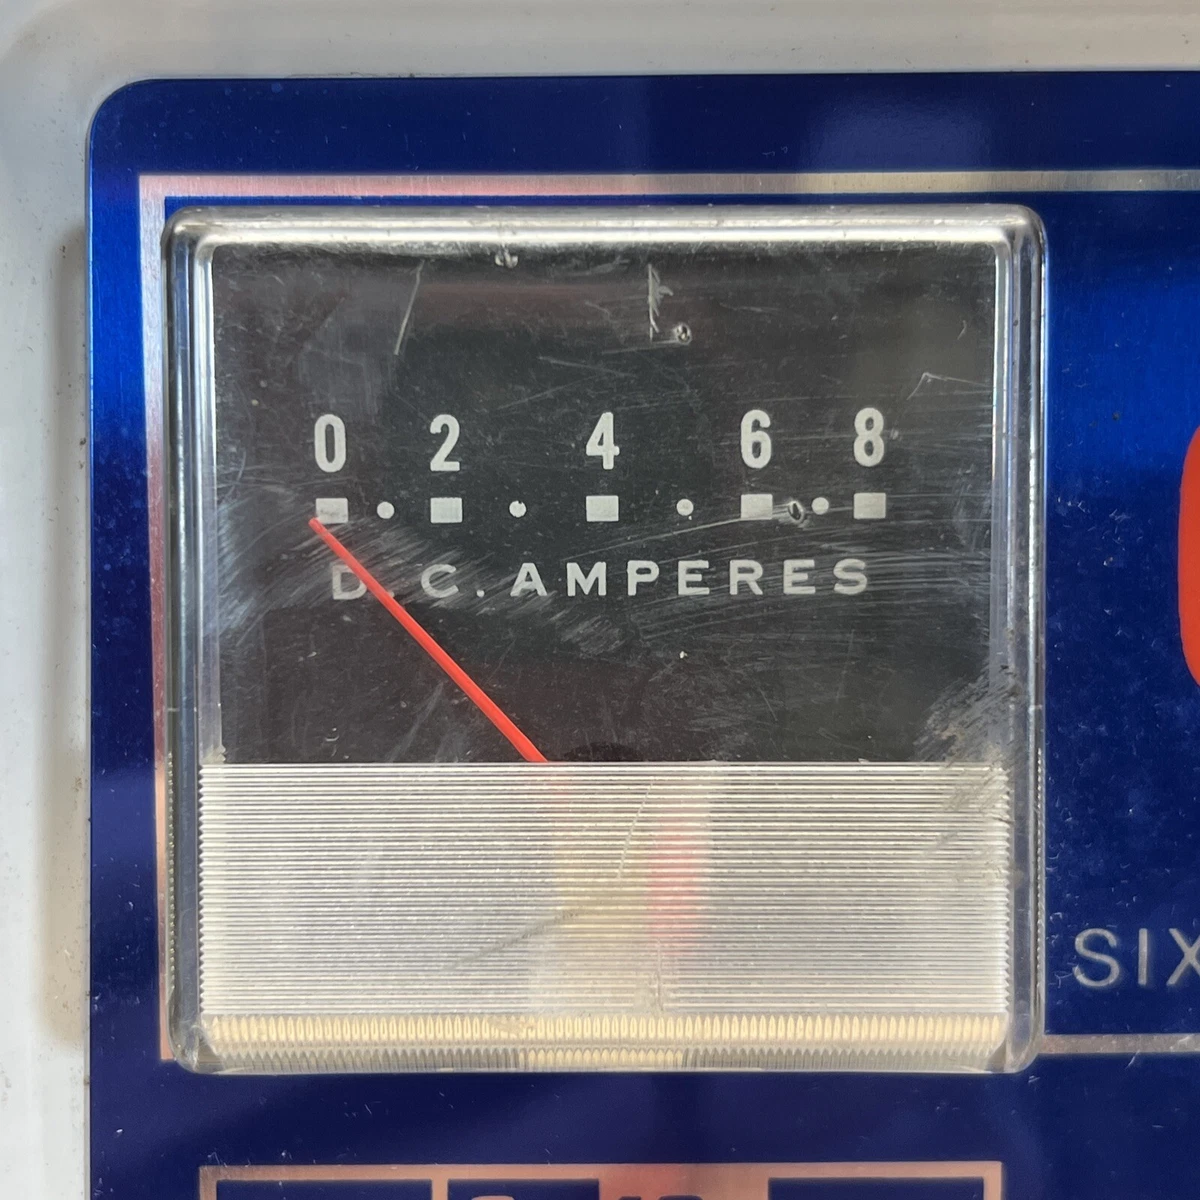 0 2 4 6 8
D.C. AMPERES
SIX